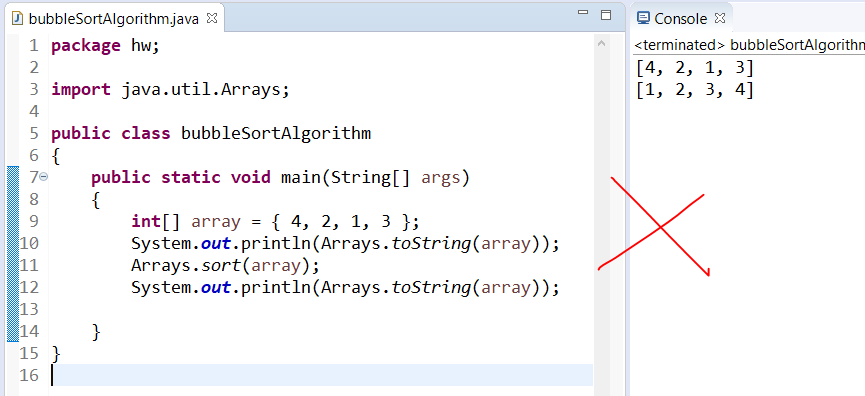 bubbleSortAlgorithm.java
1 package hw;
2
3 import java.util.Arrays;
4
5 public class bubbleSortAlgorithm
6 {
7 public static void main(String[] args)
8 {
9 int[] array = { 4, 2, 1, 3 };
10 System.out.println(Arrays.toString(array));
11 Arrays.sort(array);
12 System.out.println(Arrays.toString(array));
13
14 }
15 }
16
Console
<terminated> bubbleSortAlgorithm
[4, 2, 1, 3]
[1, 2, 3, 4]